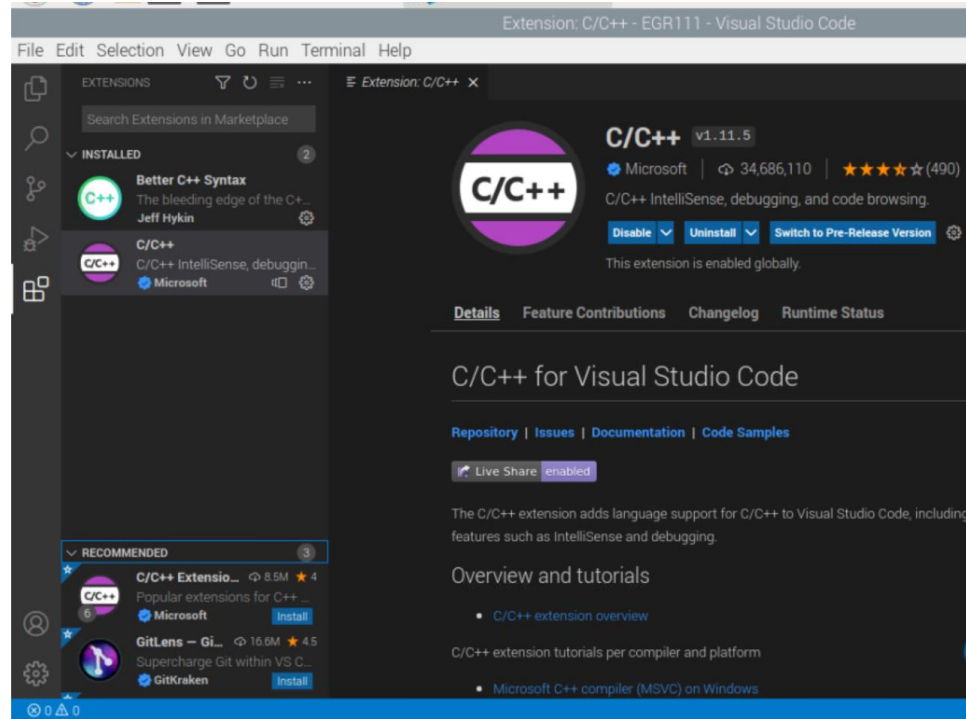 Extension: C/C++ - EGR111 - Visual Studio Code
File Edit Selection View Go Run Terminal Help
EXTENSIONS
Search Extensions in Marketplace
INSTALLED 2
C++
Better C++ Syntax
The bleeding edge of the C+...
Jeff Hykin
C/C++
C/C++
C/C++ IntelliSense, debuggin...
Microsoft
RECOMMENDED 3
C/C++
6
C/C++ Extensio... 8.5M ★ 4
Popular extensions for C++ ...
Microsoft Install
GitLens — Gi... 16.6M ★ 4.5
Supercharge Git within VS C...
GitKraken Install
Extension: C/C++
C/C++
C/C++ v1.11.5
Microsoft | 34,686,110 | ★★★★☆(490)
C/C++ IntelliSense, debugging, and code browsing.
Disable Uninstall Switch to Pre-Release Version
This extension is enabled globally.
Details Feature Contributions Changelog Runtime Status
C/C++ for Visual Studio Code
Repository | Issues | Documentation | Code Samples
Live Share enabled
The C/C++ extension adds language support for C/C++ to Visual Studio Code, including
features such as IntelliSense and debugging.
Overview and tutorials
• C/C++ extension overview
C/C++ extension tutorials per compiler and platform
• Microsoft C++ compiler (MSVC) on Windows
0 0